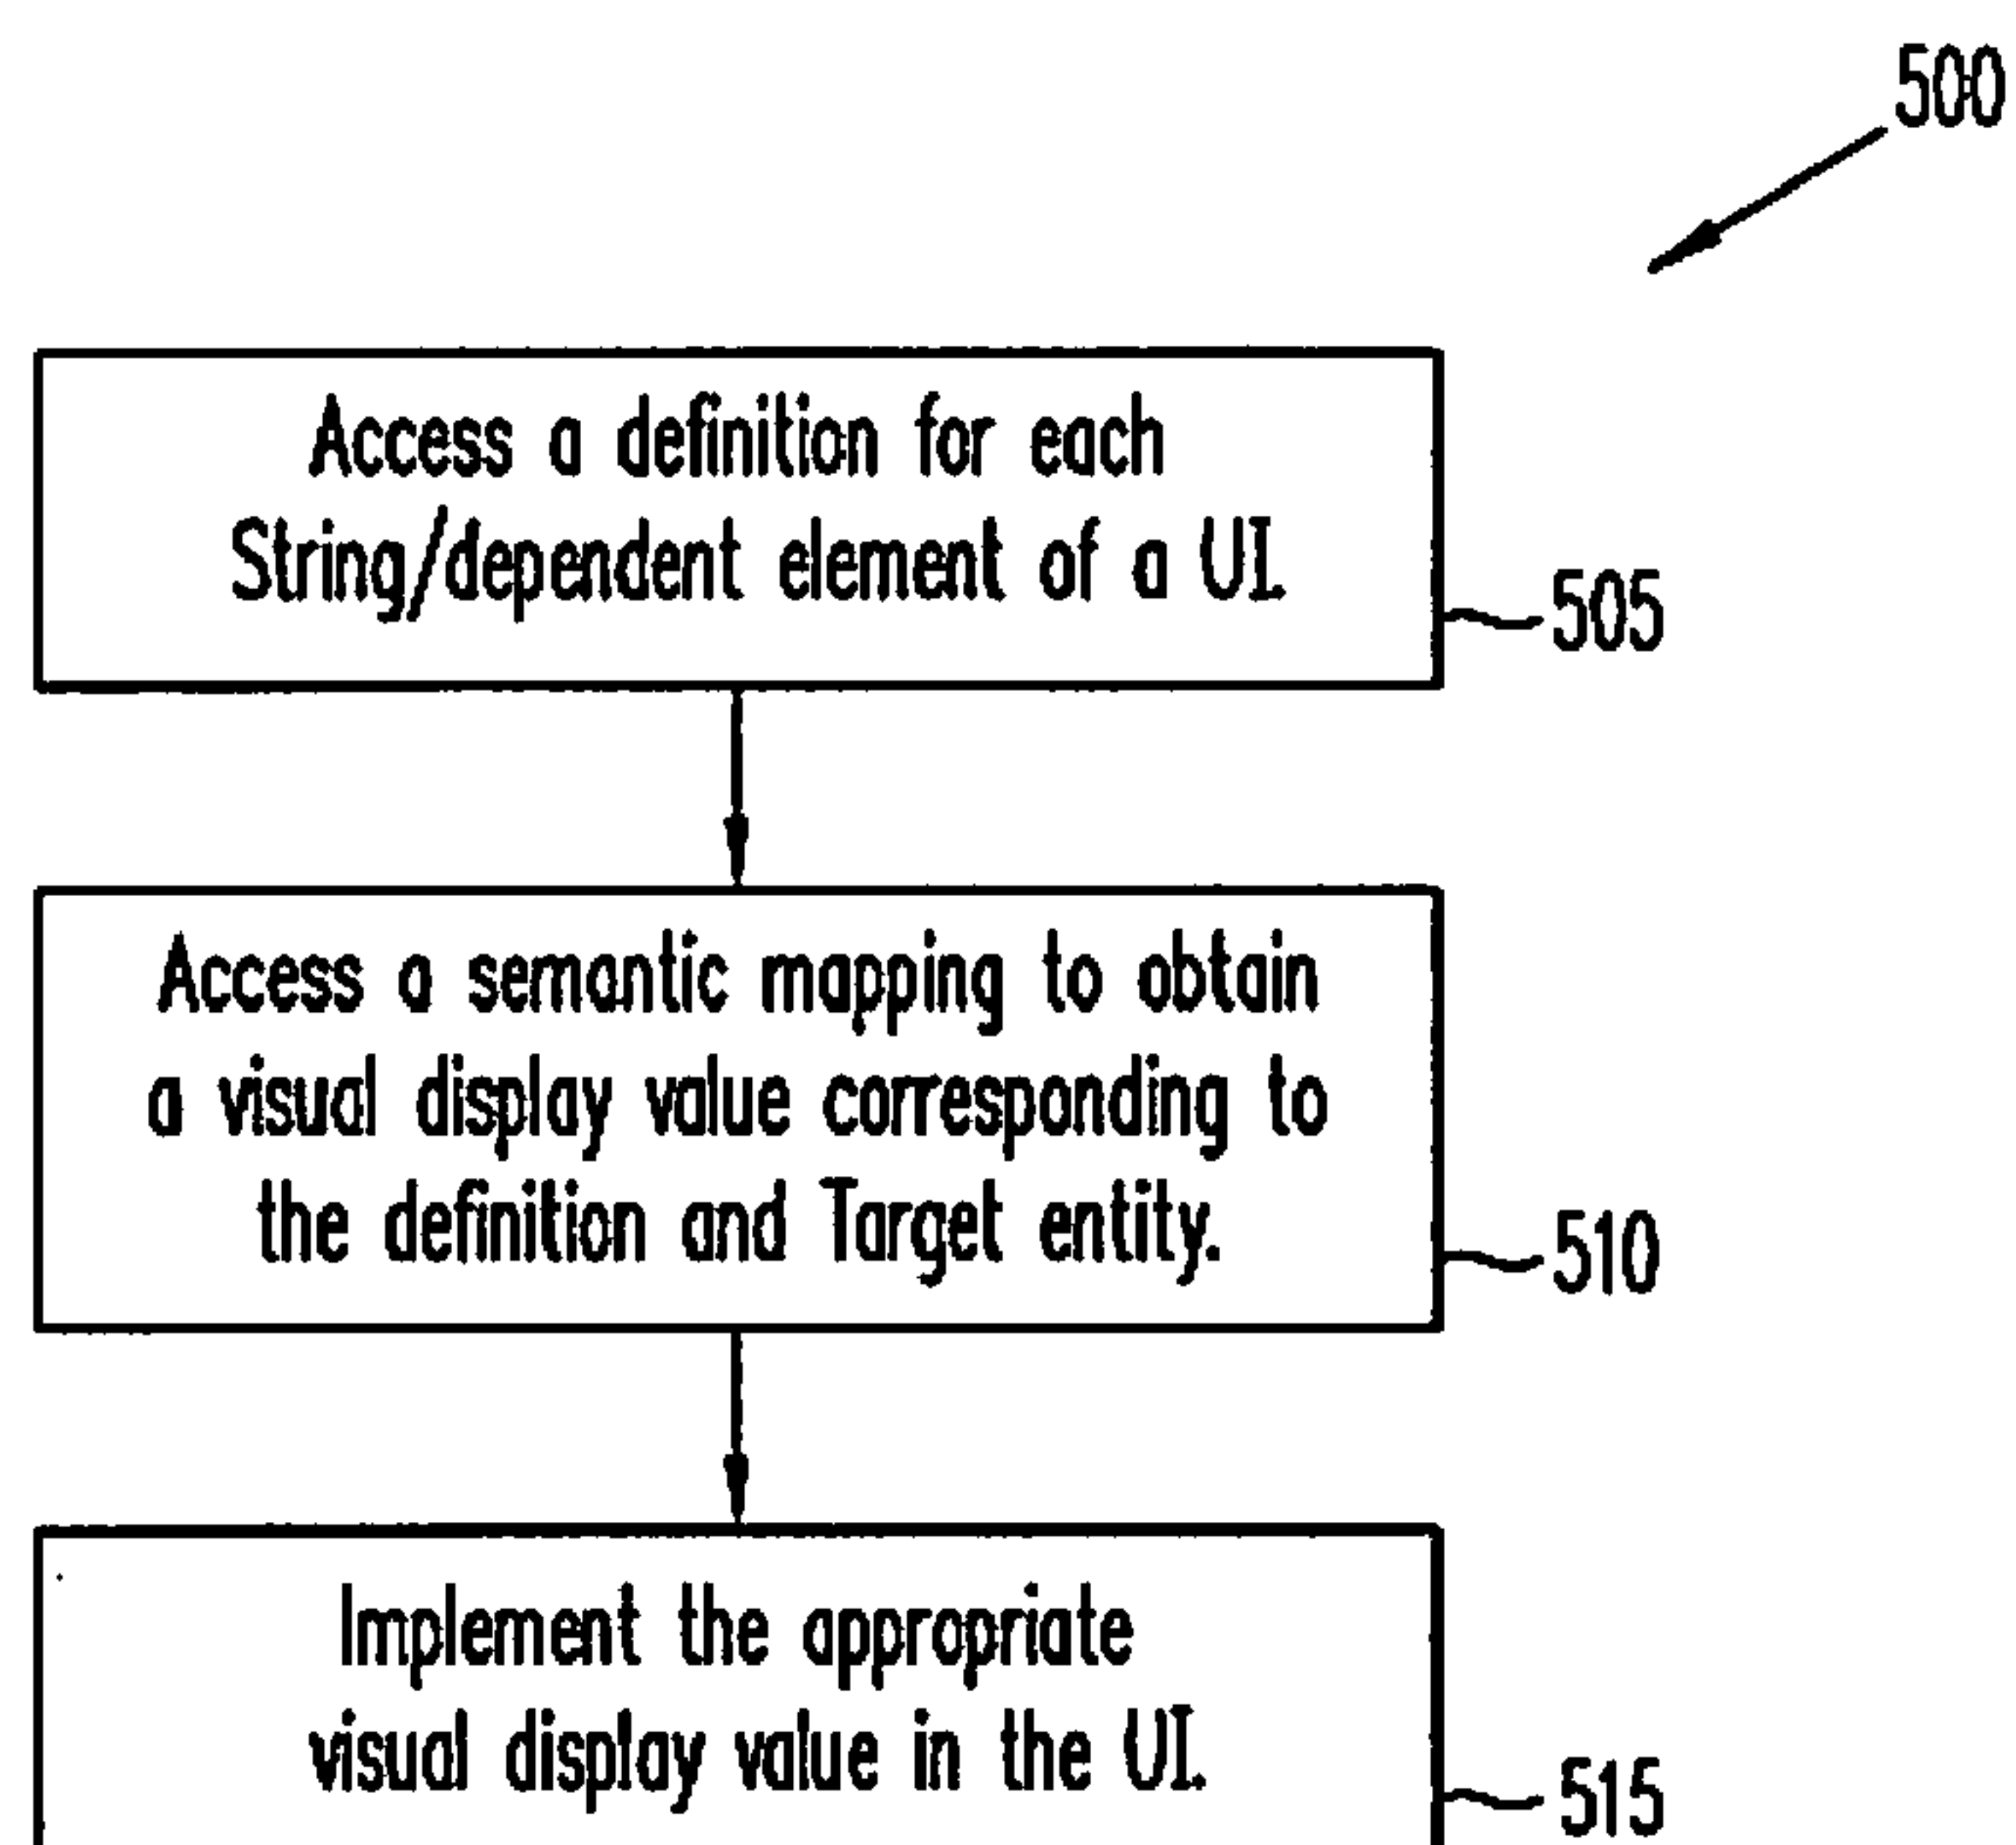 500
Access a definition for each
String/dependent element of a UI.
505
Access a semantic mapping to obtain
a visual display value corresponding to
the definition and Target entity.
510
Implement the appropriate
visual display value in the UI.
515